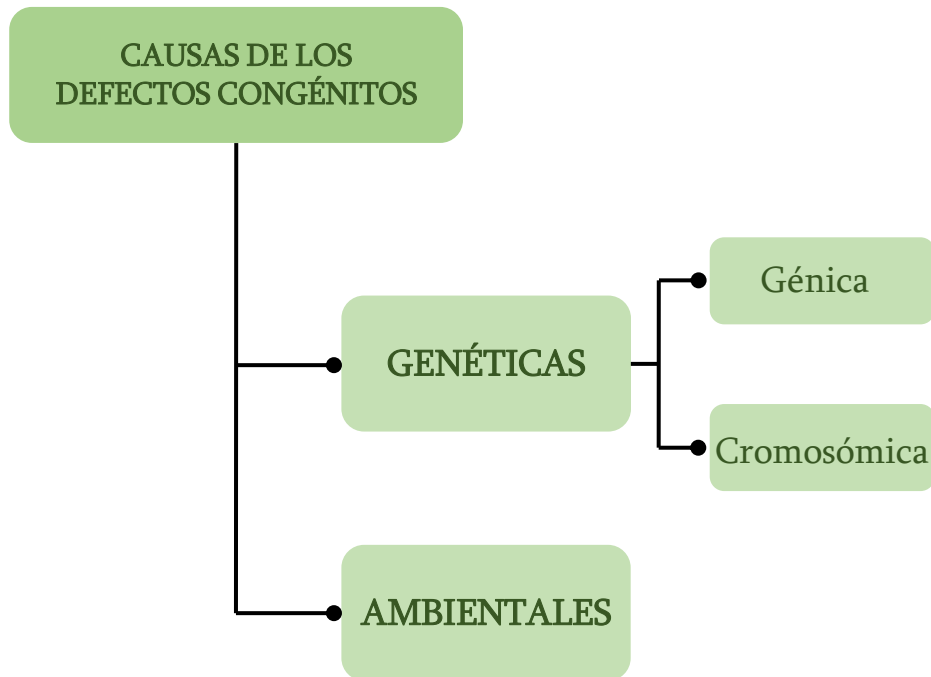 CAUSAS DE LOS
DEFECTOS CONGÉNITOS
Génica
GENÉTICAS
Cromosómica
AMBIENTALES